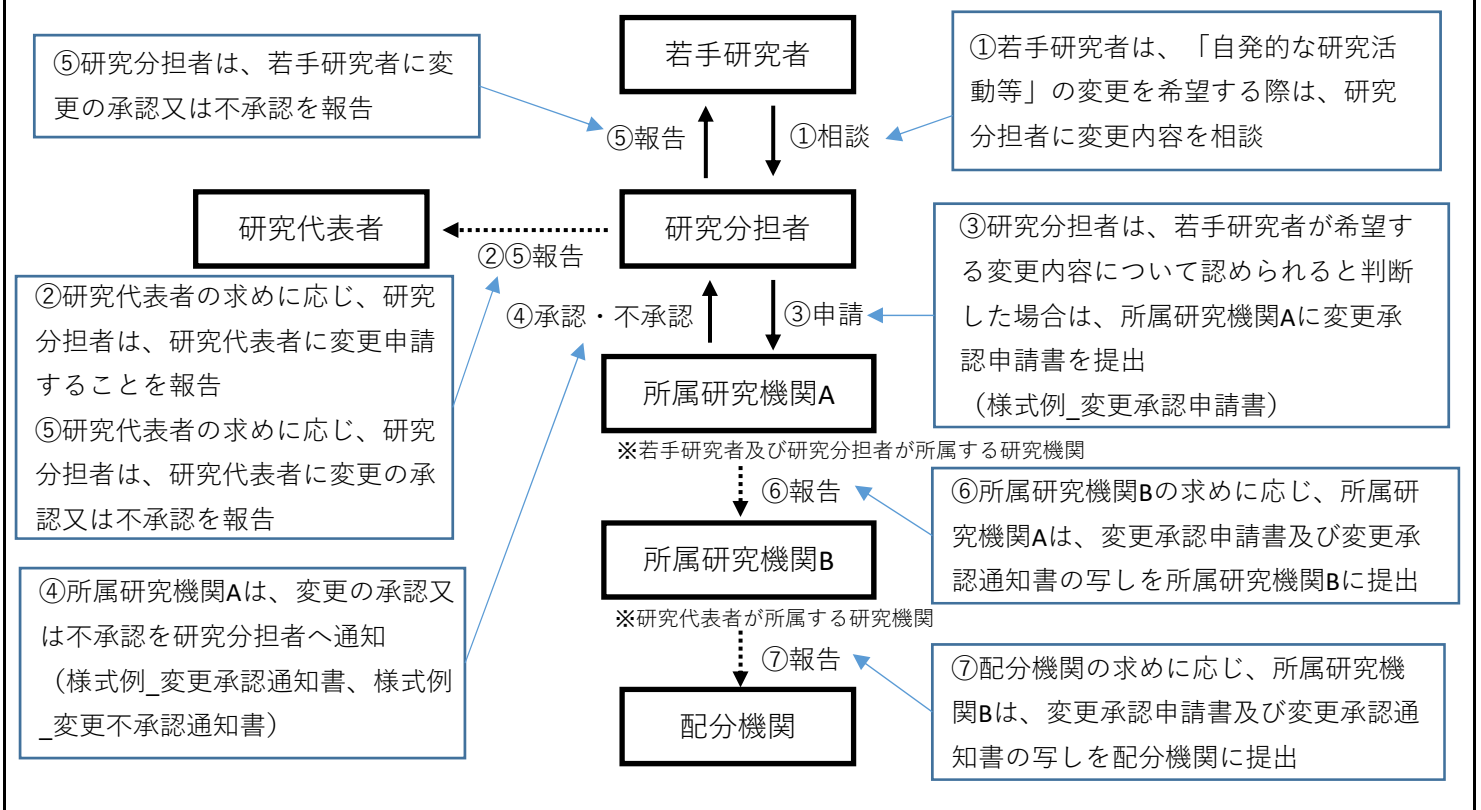 若手研究者
⑤研究分担者は、若手研究者に変
更の承認又は不承認を報告
①若手研究者は、「自発的な研究活
動等」の変更を希望する際は、研究
分担者に変更内容を相談
⑤報告
①相談
研究代表者
研究分担者
②⑤報告
③研究分担者は、若手研究者が希望す
る変更内容について認められると判断
した場合は、所属研究機関Aに変更承
認申請書を提出
（様式例_変更承認申請書）
②研究代表者の求めに応じ、研究
分担者は、研究代表者に変更申請
することを報告
⑤研究代表者の求めに応じ、研究
分担者は、研究代表者に変更の承
認又は不承認を報告
④承認・不承認
③申請
所属研究機関A
※若手研究者及び研究分担者が所属する研究機関
⑥報告
⑥所属研究機関Bの求めに応じ、所属研
究機関Aは、変更承認申請書及び変更承
認通知書の写しを所属研究機関Bに提出
所属研究機関B
※研究代表者が所属する研究機関
④所属研究機関Aは、変更の承認又
は不承認を研究分担者へ通知
（様式例_変更承認通知書、様式例
_変更不承認通知書）
⑦報告
⑦配分機関の求めに応じ、所属研究機
関Bは、変更承認申請書及び変更承認通
知書の写しを配分機関に提出
配分機関